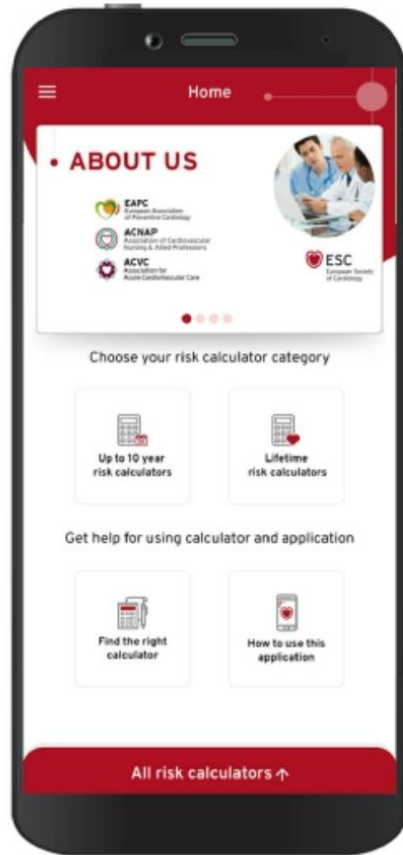 Home
• ABOUT US
EAPC
European Association
of Preventive Cardiology
ACNAP
Association of Cardiovascular
Nursing & Allied Professions
ACVC
Association for
Acute CardioVascular Care
ESC
European Society
of Cardiology
Choose your risk calculator category
Up to 10 year
risk calculators
Lifetime
risk calculators
Get help for using calculator and application
Find the right
calculator
How to use this
application
All risk calculators ↑